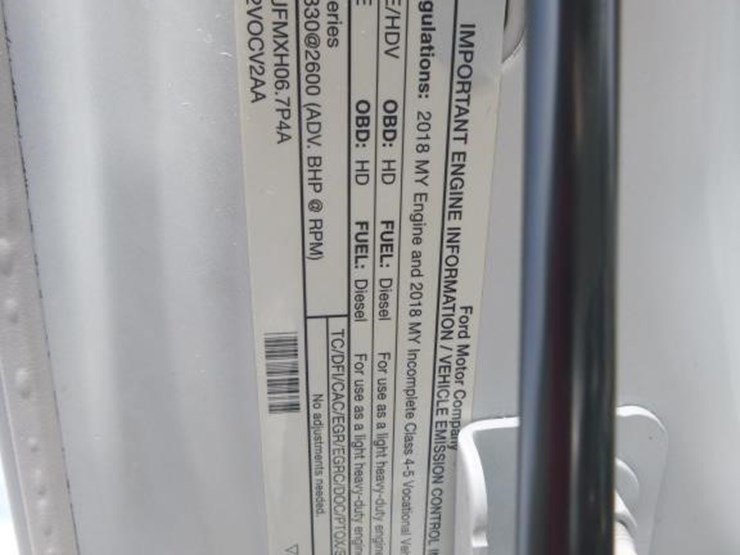 Ford Motor Company
IMPORTANT ENGINE INFORMATION / VEHICLE EMISSION CONTROL
gulations: 2018 MY Engine and 2018 MY Incomplete Class 4-5 Vocational Veh
E/HDV OBD: HD FUEL: Diesel For use as a light heavy-duty engine
E OBD: HD FUEL: Diesel For use as a light heavy-duty engine
eries TC/DFI/CAC/EGR/EGRC/DOC/PTOX/S
330@2600 (ADV. BHP @ RPM) No adjustments needed.
JFMXH06.7P4A
2VOCV2AA